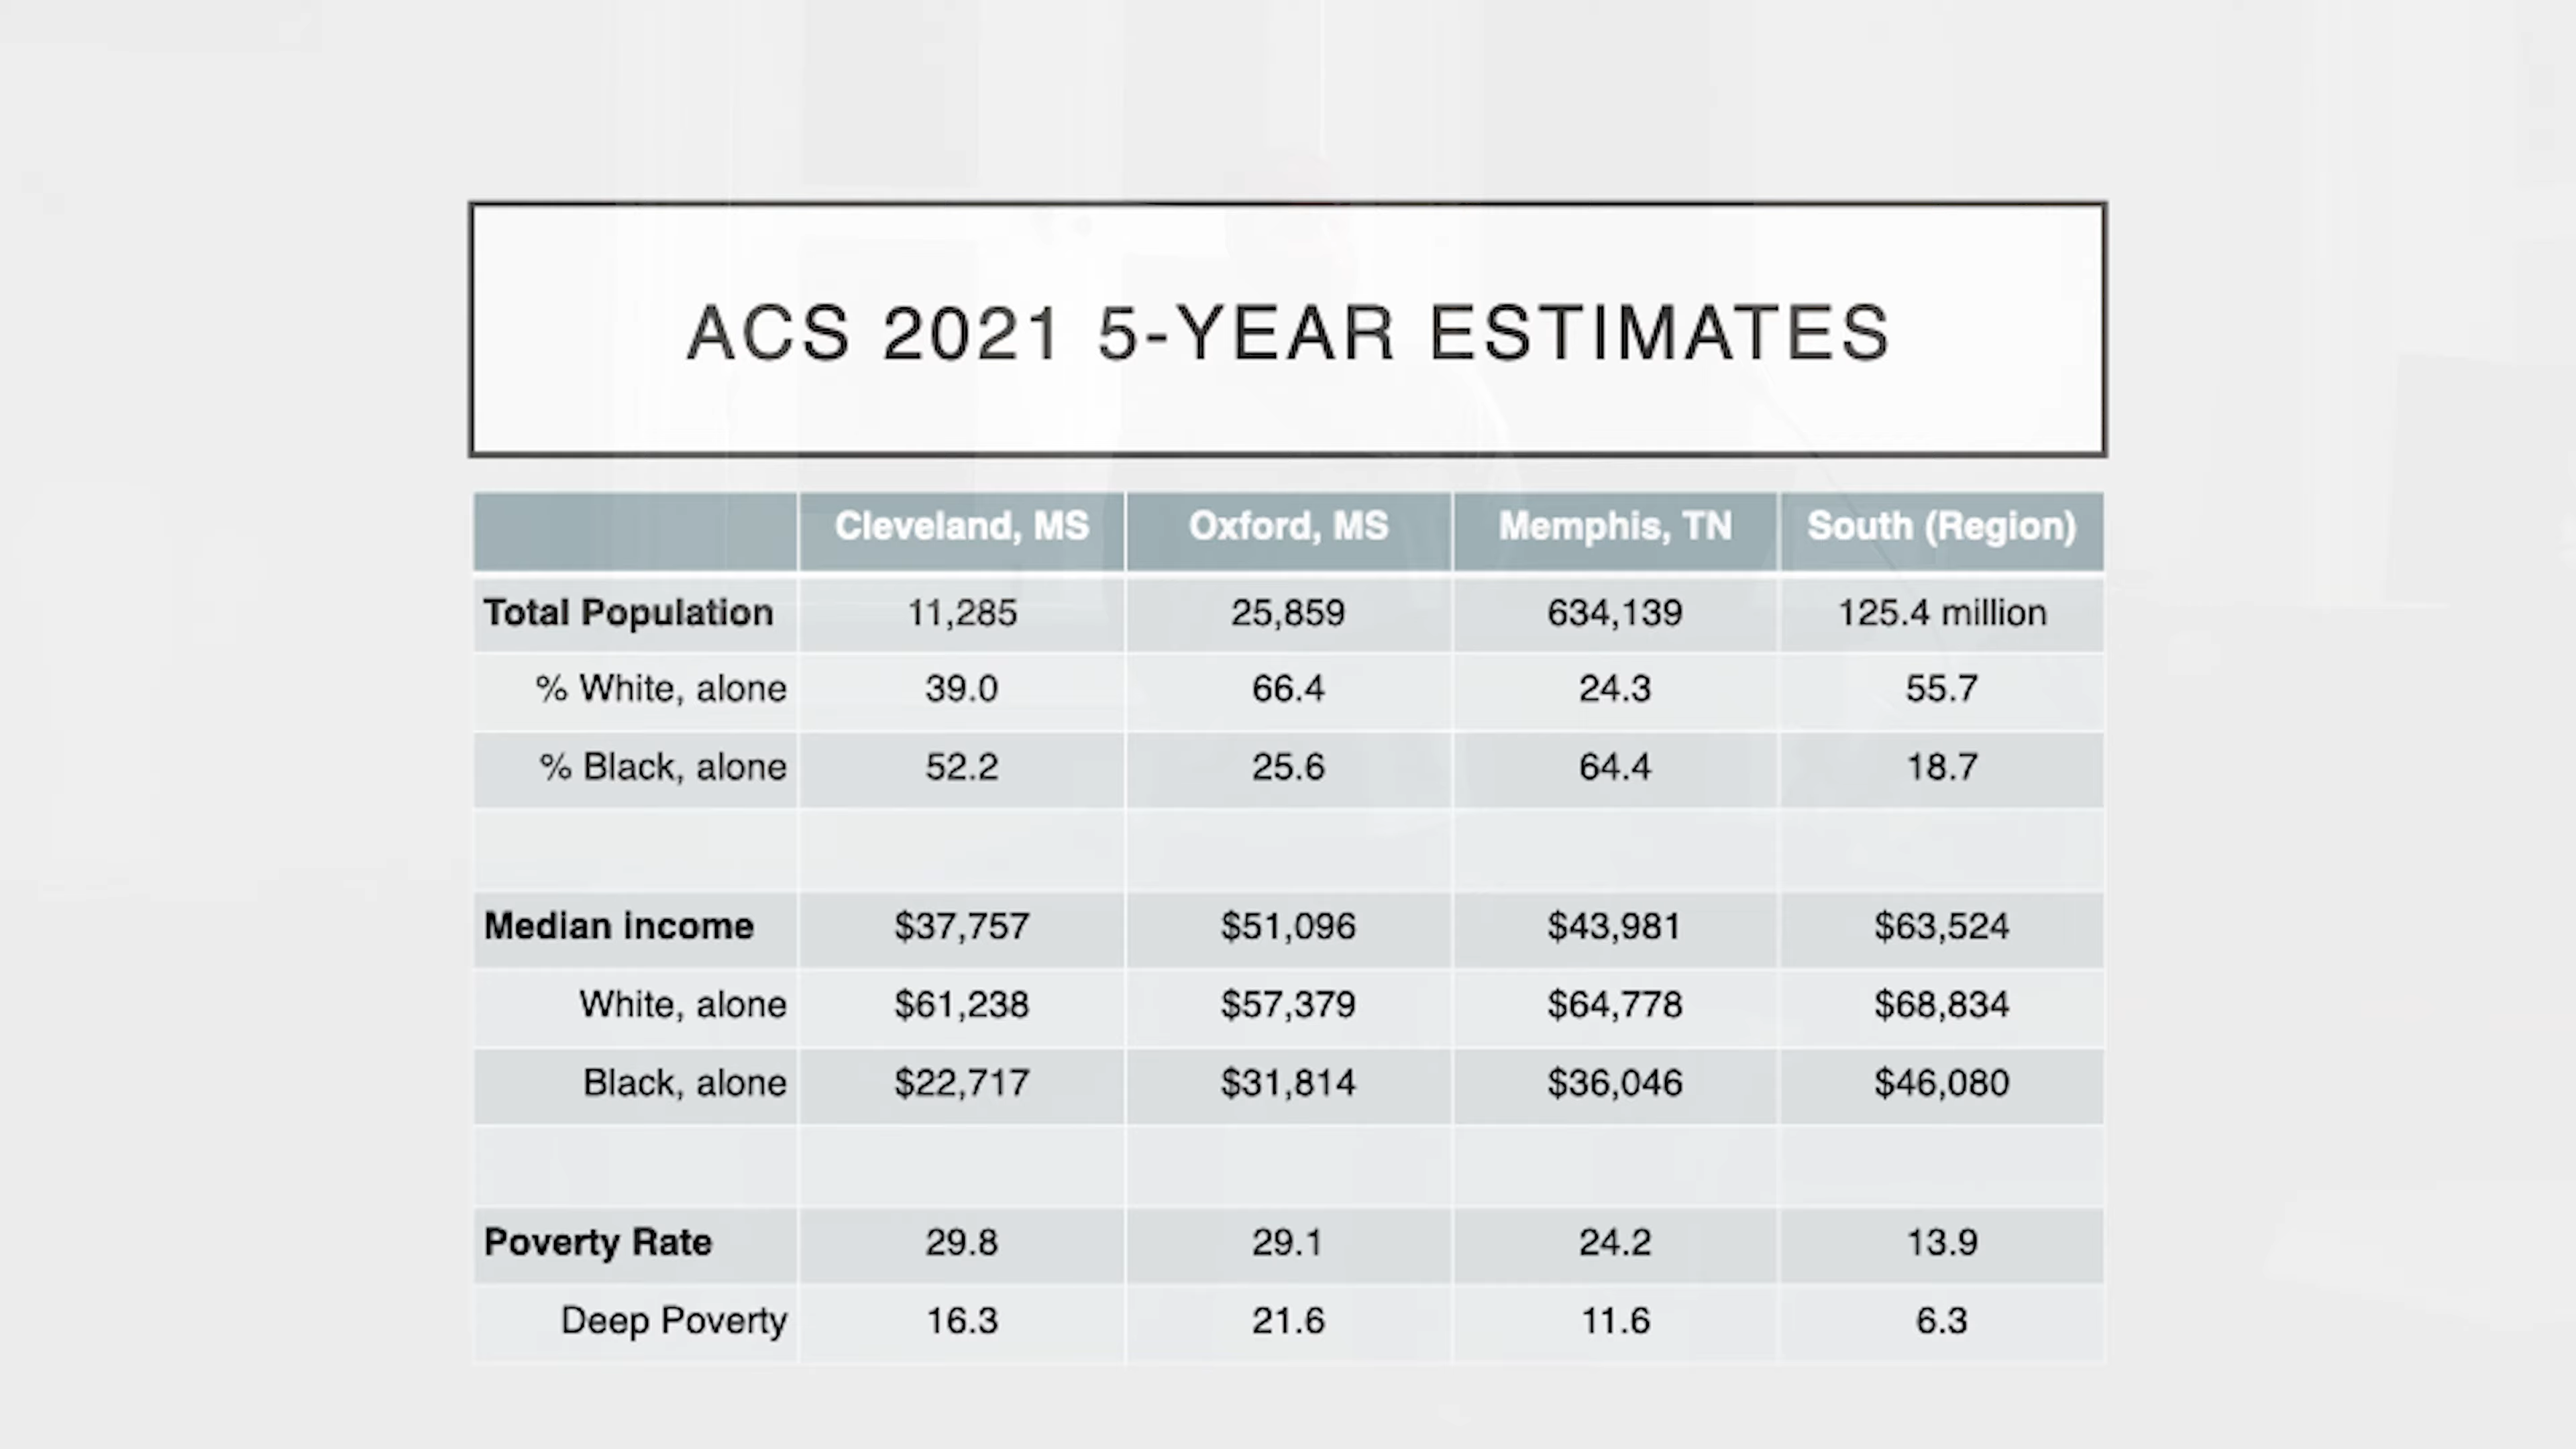 ACS 2021 5-YEAR ESTIMATES
Cleveland, MS Oxford, MS Memphis, TN South (Region)
Total Population 11,285 25,859 634,139 125.4 million
% White, alone 39.0 66.4 24.3 55.7
% Black, alone 52.2 25.6 64.4 18.7
Median income $37,757 $51,096 $43,981 $63,524
White, alone $61,238 $57,379 $64,778 $68,834
Black, alone $22,717 $31,814 $36,046 $46,080
Poverty Rate 29.8 29.1 24.2 13.9
Deep Poverty 16.3 21.6 11.6 6.3